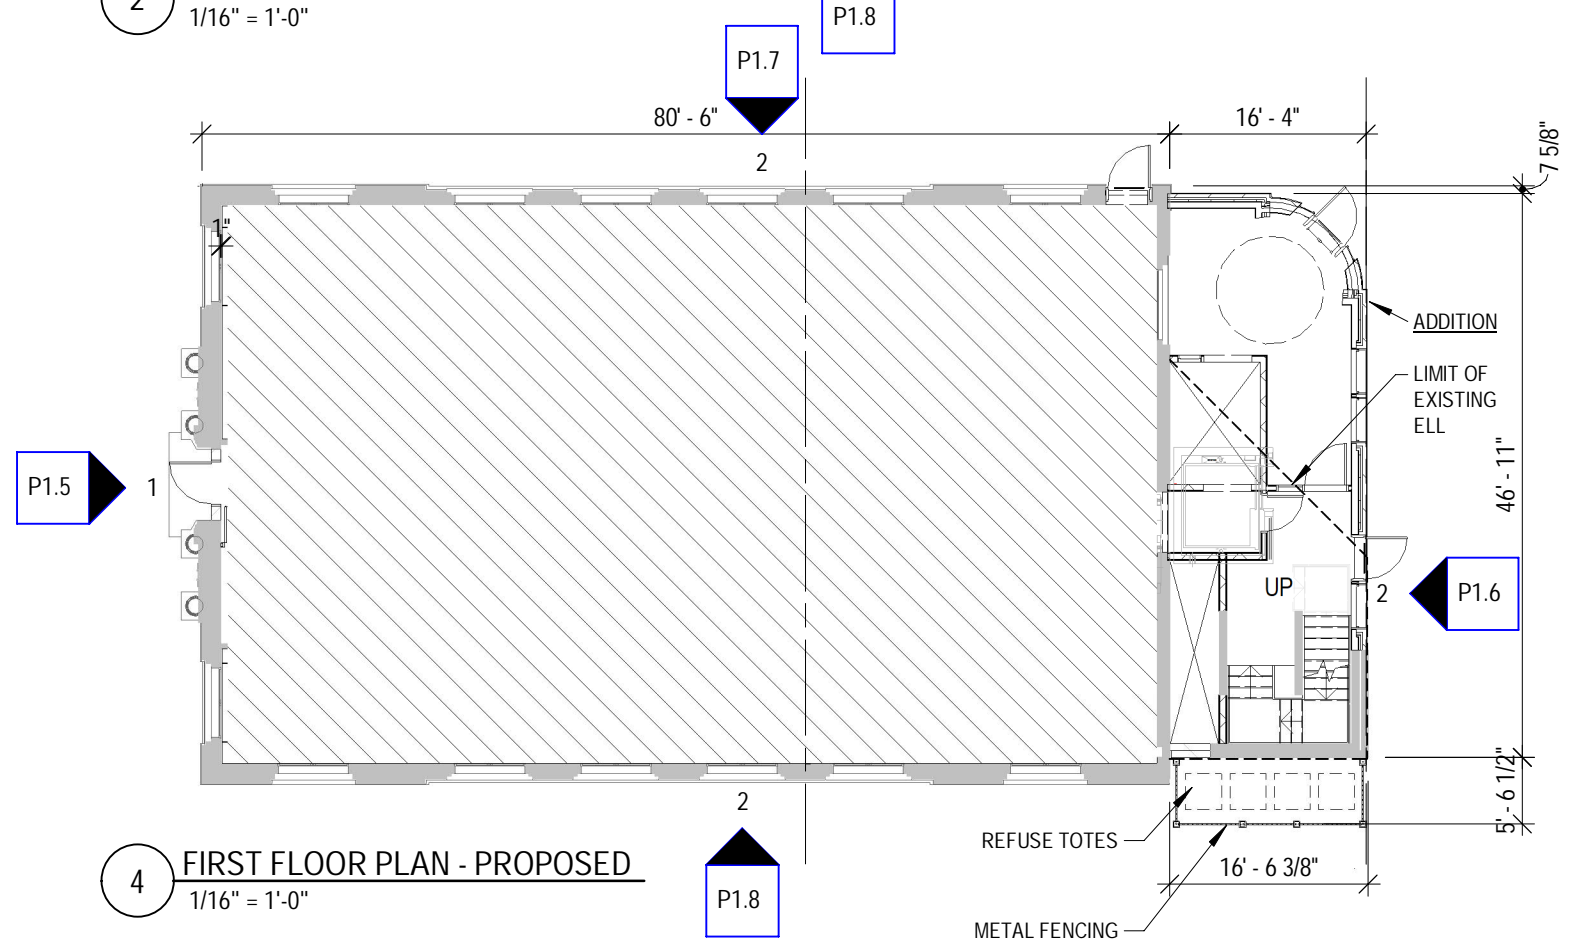 2
1/16" = 1'-0"
P1.8
P1.7
80' - 6"
16' - 4"
7 5/8"
2
1"
ADDITION
LIMIT OF
EXISTING
ELL
46' - 11"
P1.5
1
UP
2
P1.6
5' - 6 1/2"
2
REFUSE TOTES
4
FIRST FLOOR PLAN - PROPOSED
1/16" = 1'-0"
P1.8
16' - 6 3/8"
METAL FENCING